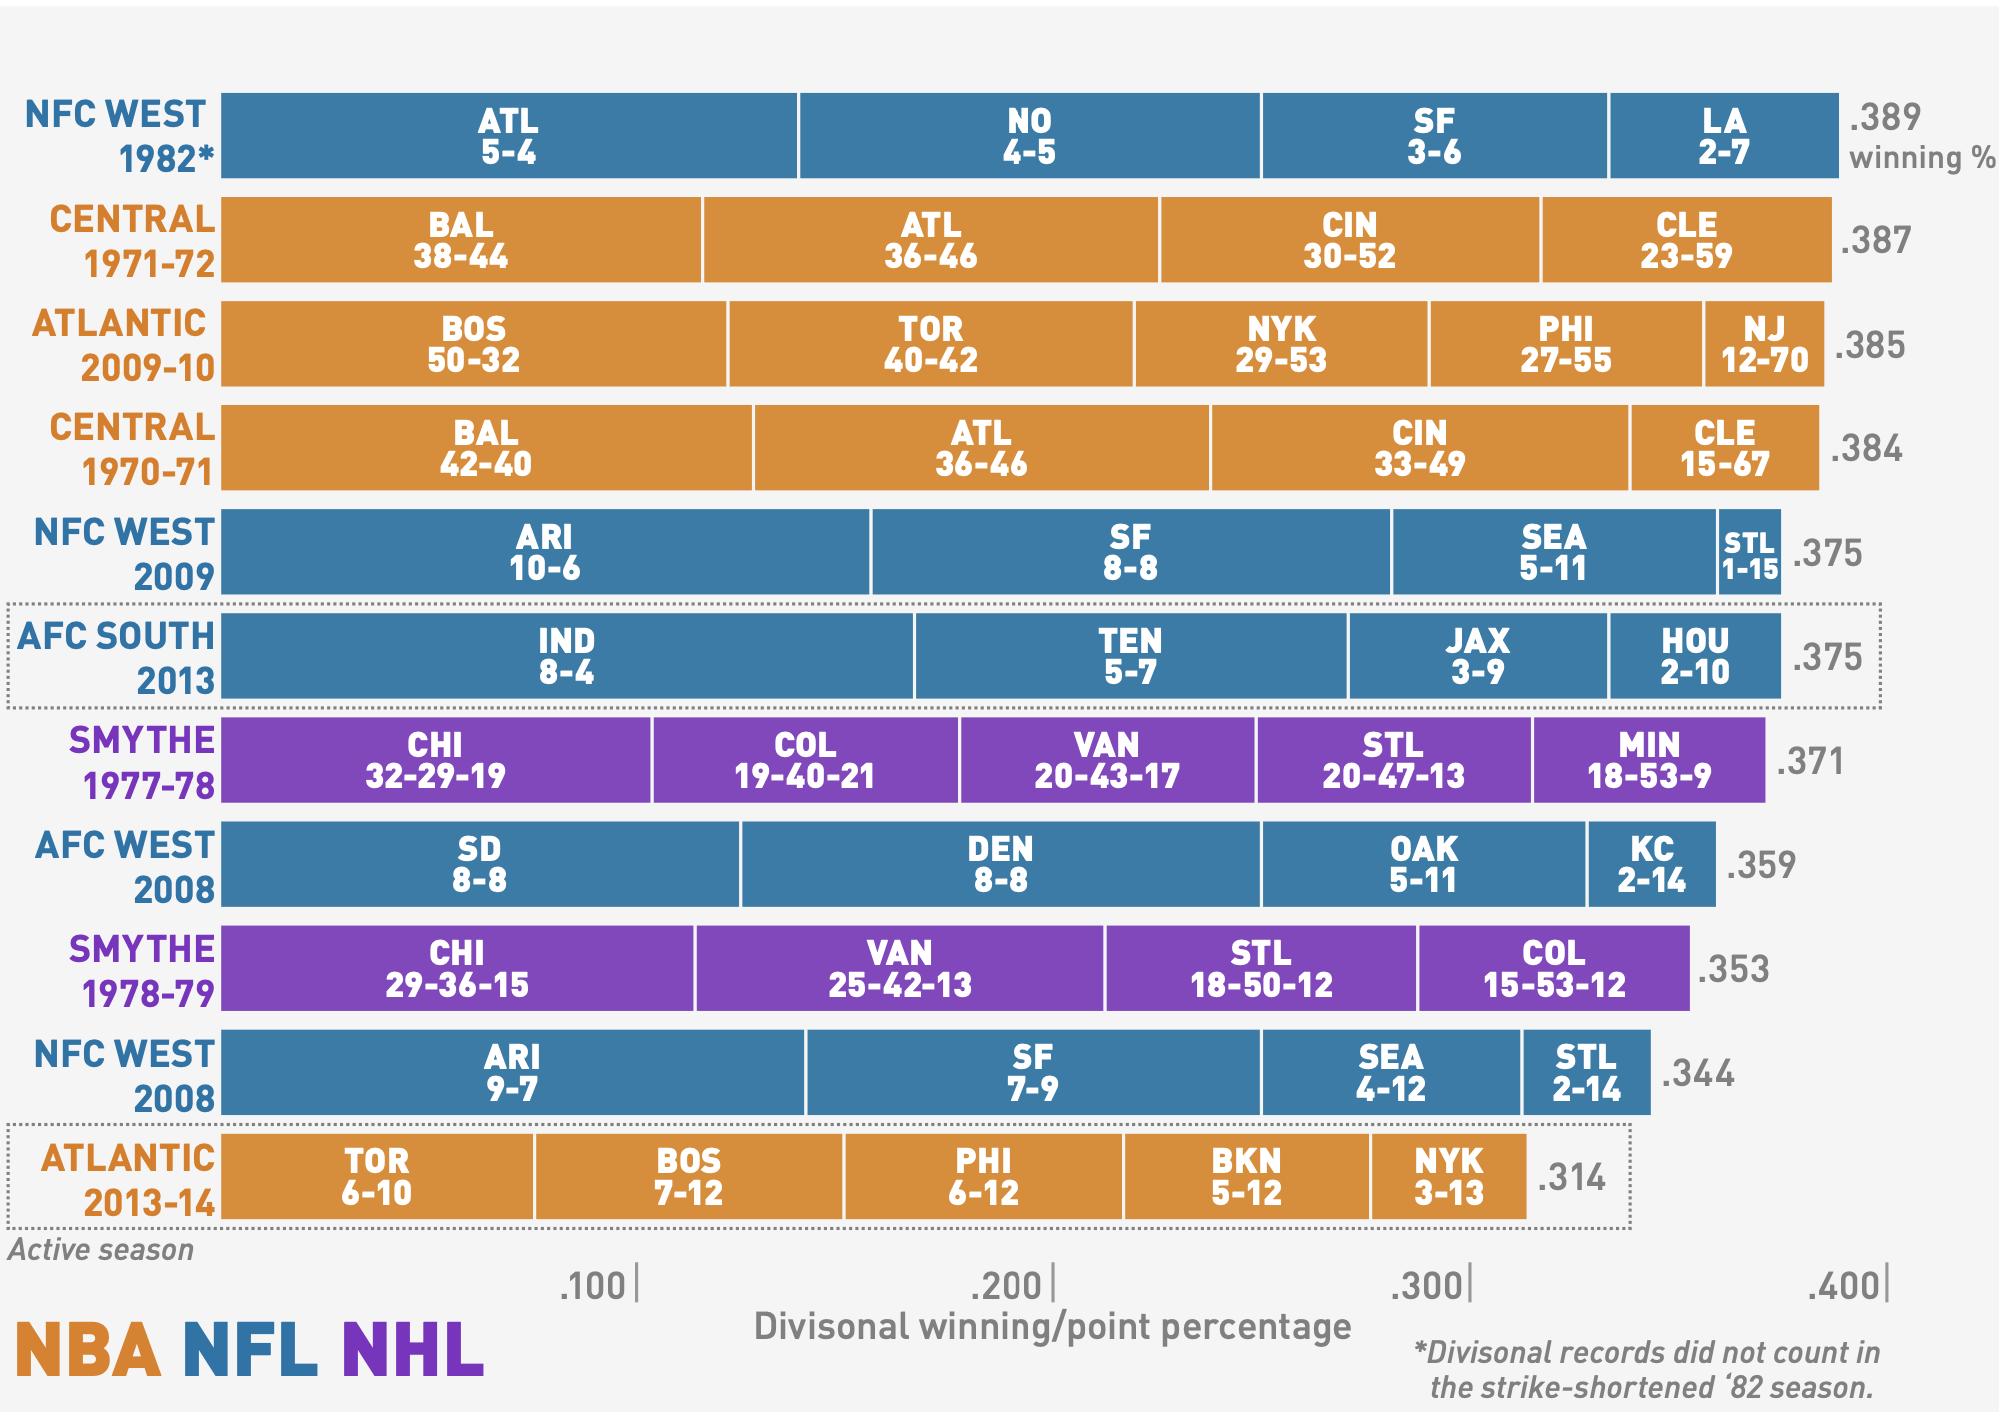 NFC WEST
1982*
ATL
5-4
NO
4-5
SF
3-6
LA
2-7
.389
winning %
CENTRAL
1971-72
BAL
38-44
ATL
36-46
CIN
30-52
CLE
23-59
.387
ATLANTIC
2009-10
BOS
50-32
TOR
40-42
NYK
29-53
PHI
27-55
NJ
12-70
.385
CENTRAL
1970-71
BAL
42-40
ATL
36-46
CIN
33-49
CLE
15-67
.384
NFC WEST
2009
ARI
10-6
SF
8-8
SEA
5-11
STL
1-15
.375
AFC SOUTH
2013
IND
8-4
TEN
5-7
JAX
3-9
HOU
2-10
.375
SMYTHE
1977-78
CHI
32-29-19
COL
19-40-21
VAN
20-43-17
STL
20-47-13
MIN
18-53-9
.371
AFC WEST
2008
SD
8-8
DEN
8-8
OAK
5-11
KC
2-14
.359
SMYTHE
1978-79
CHI
29-36-15
VAN
25-42-13
STL
18-50-12
COL
15-53-12
.353
NFC WEST
2008
ARI
9-7
SF
7-9
SEA
4-12
STL
2-14
.344
ATLANTIC
2013-14
TOR
6-10
BOS
7-12
PHI
6-12
BKN
5-12
NYK
3-13
.314
Active season
.100
.200
.300
.400
Divisonal winning/point percentage
NBA NFL NHL
*Divisonal records did not count in
the strike-shortened ‘82 season.